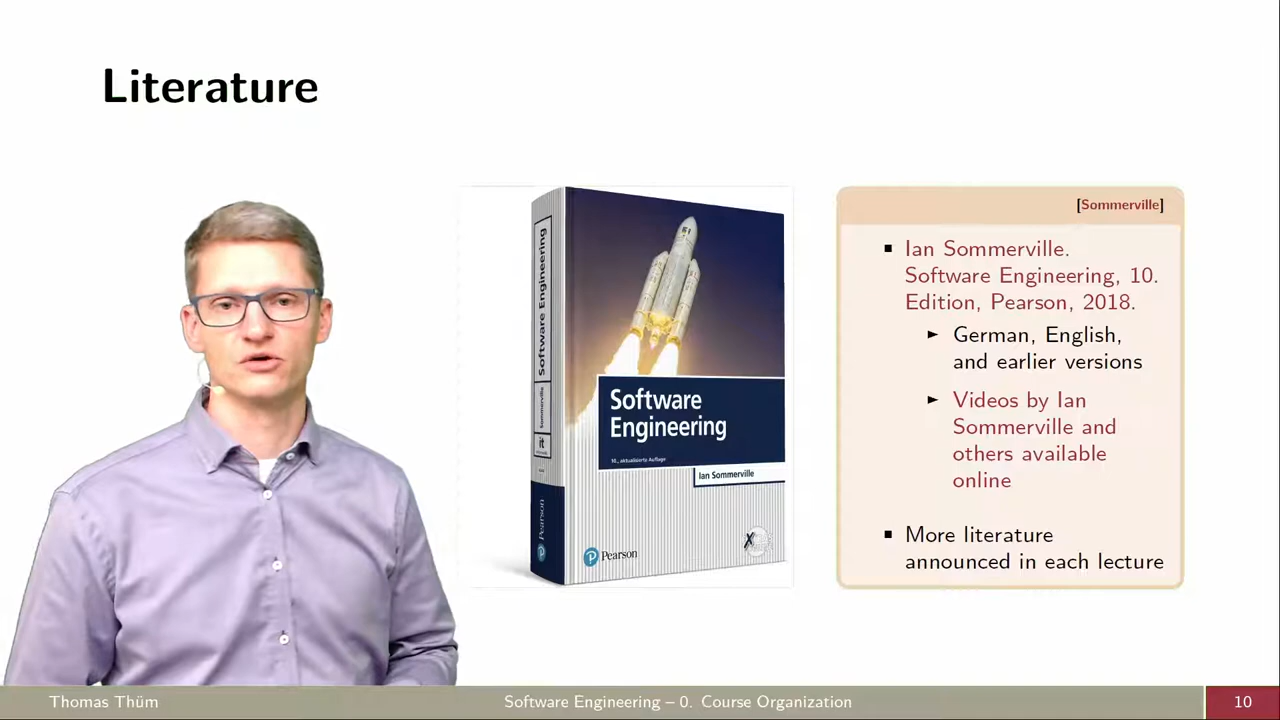 Literature
Software Engineering
Sommerville
Pearson
Software
Engineering
10., aktualisierte Auflage
Ian Sommerville
Pearson
[Sommerville]
Ian Sommerville.
Software Engineering, 10.
Edition, Pearson, 2018.
German, English,
and earlier versions
Videos by Ian
Sommerville and
others available
online
More literature
announced in each lecture
Thomas Thüm
Software Engineering – 0. Course Organization
10